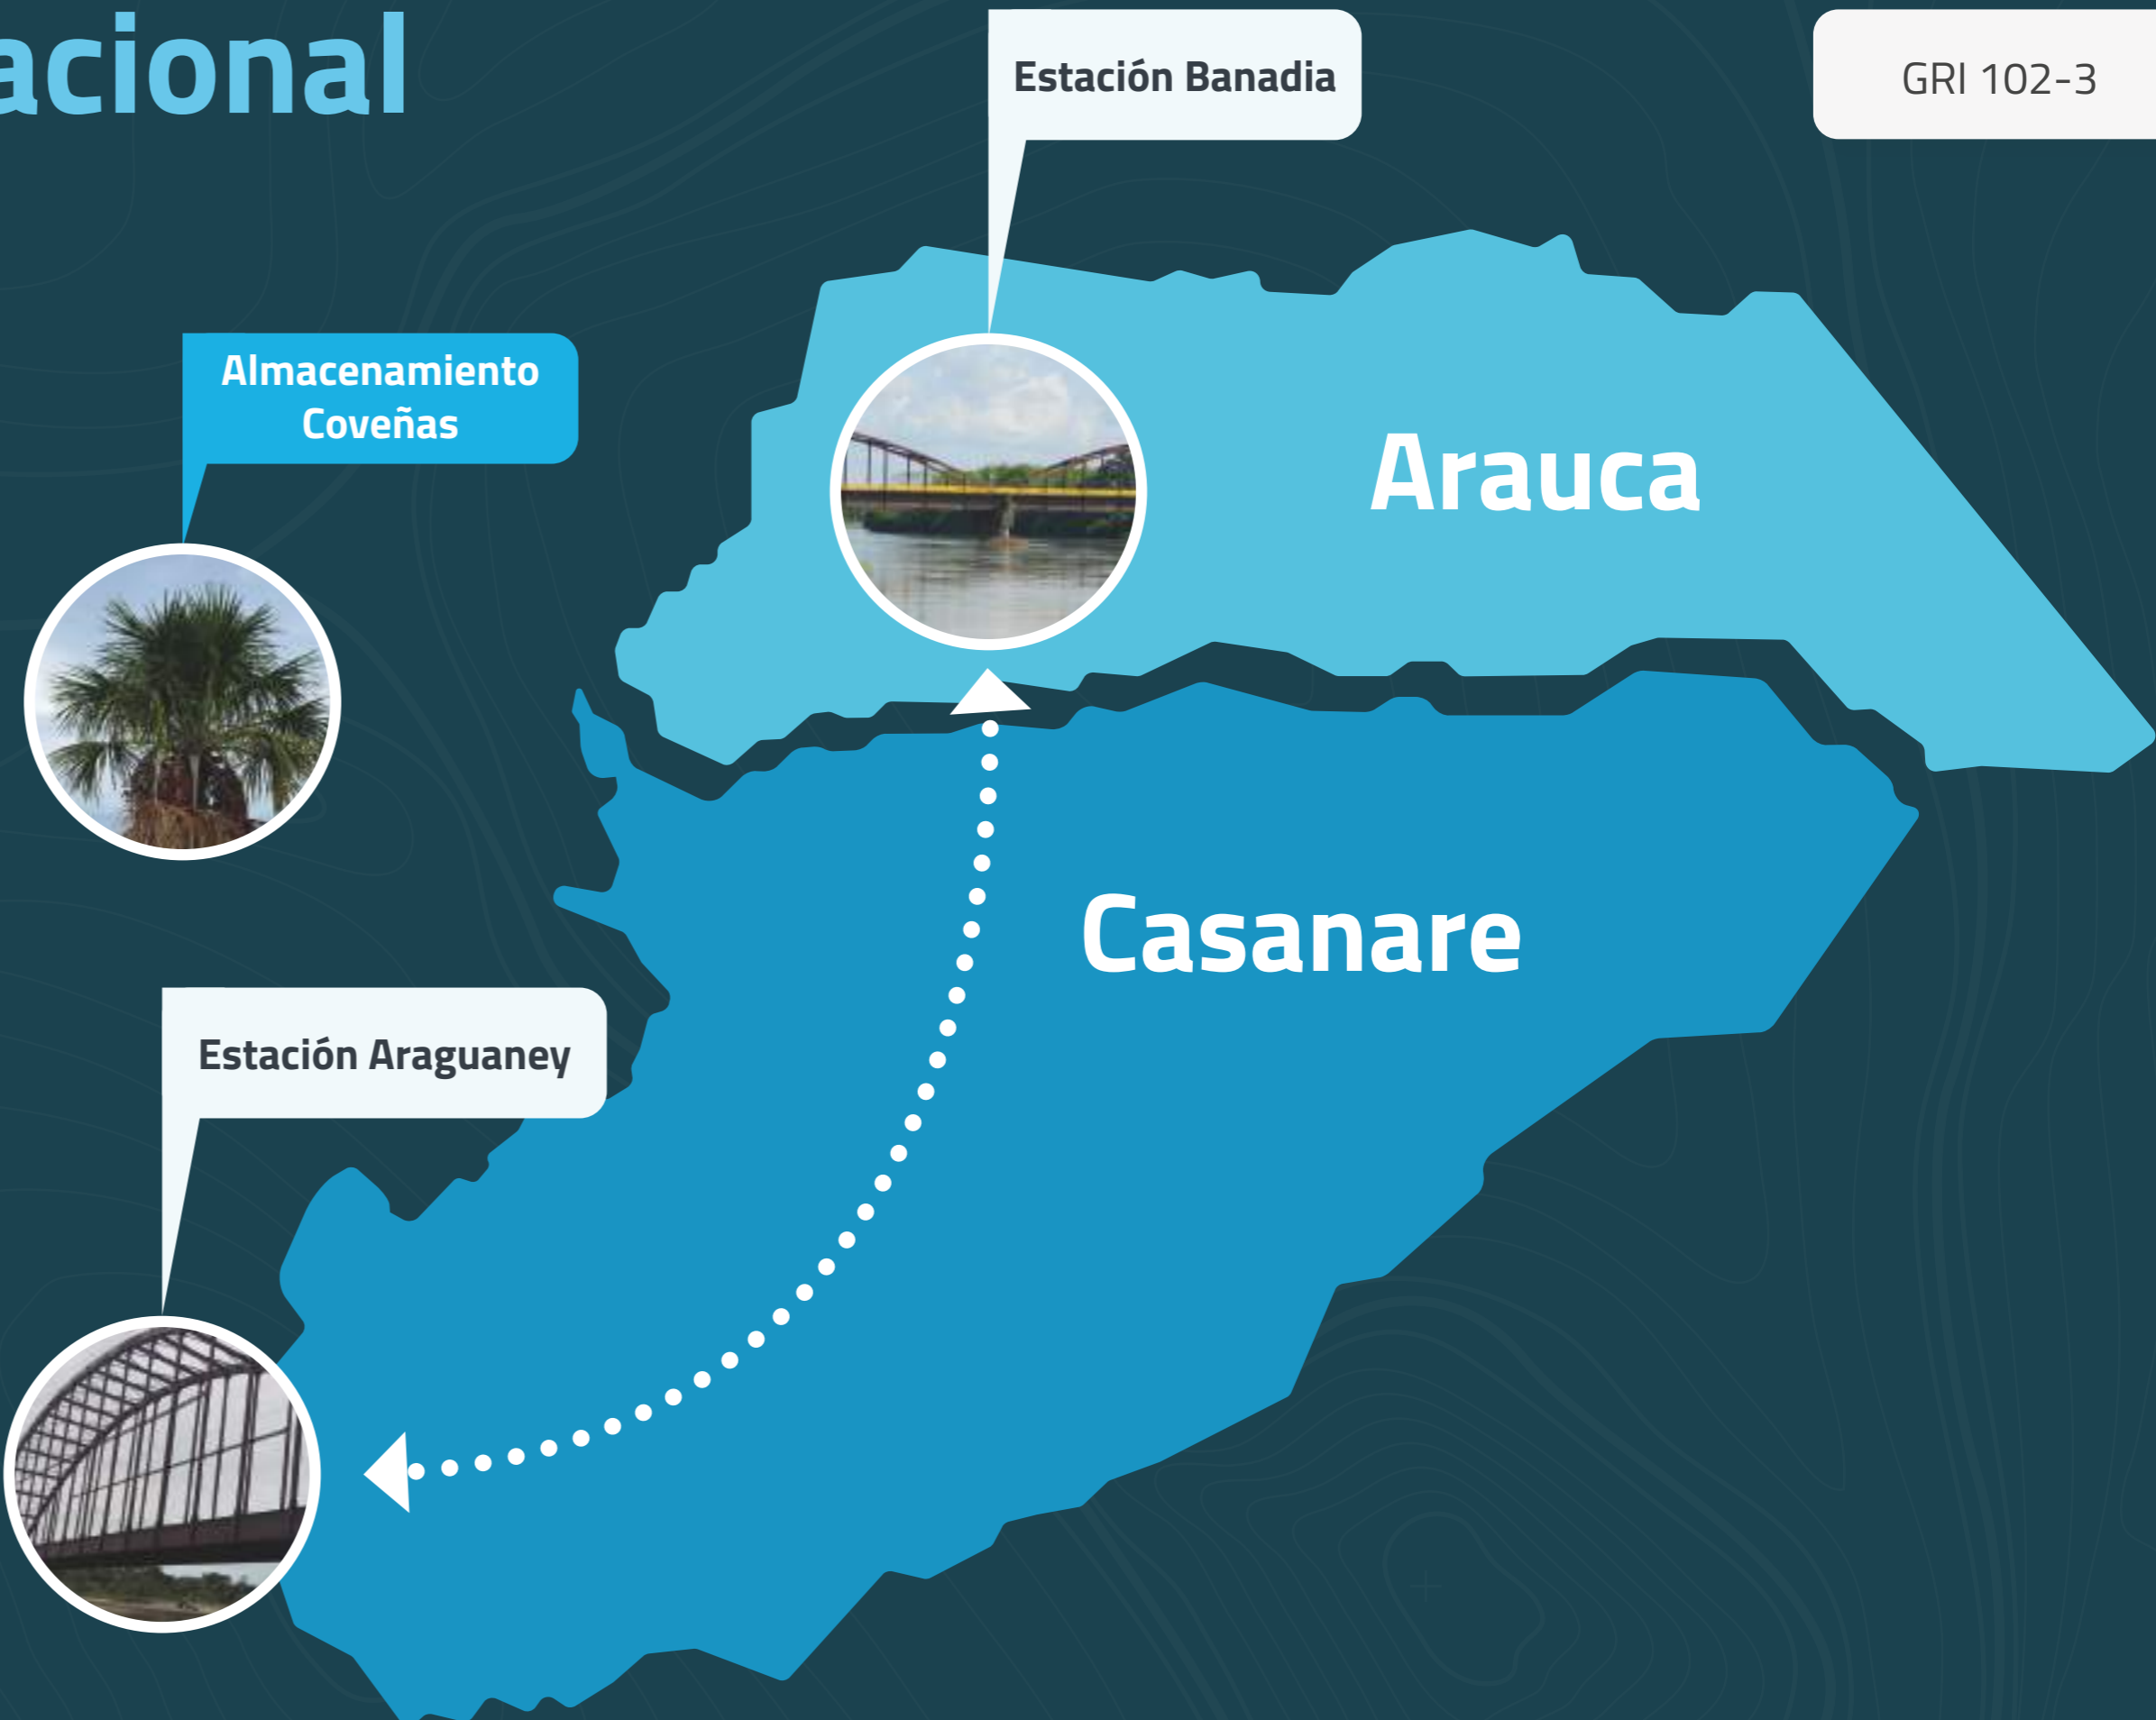 acional
Estación Banadia
GRI 102-3
Almacenamiento
Coveñas
Arauca
Casanare
Estación Araguaney